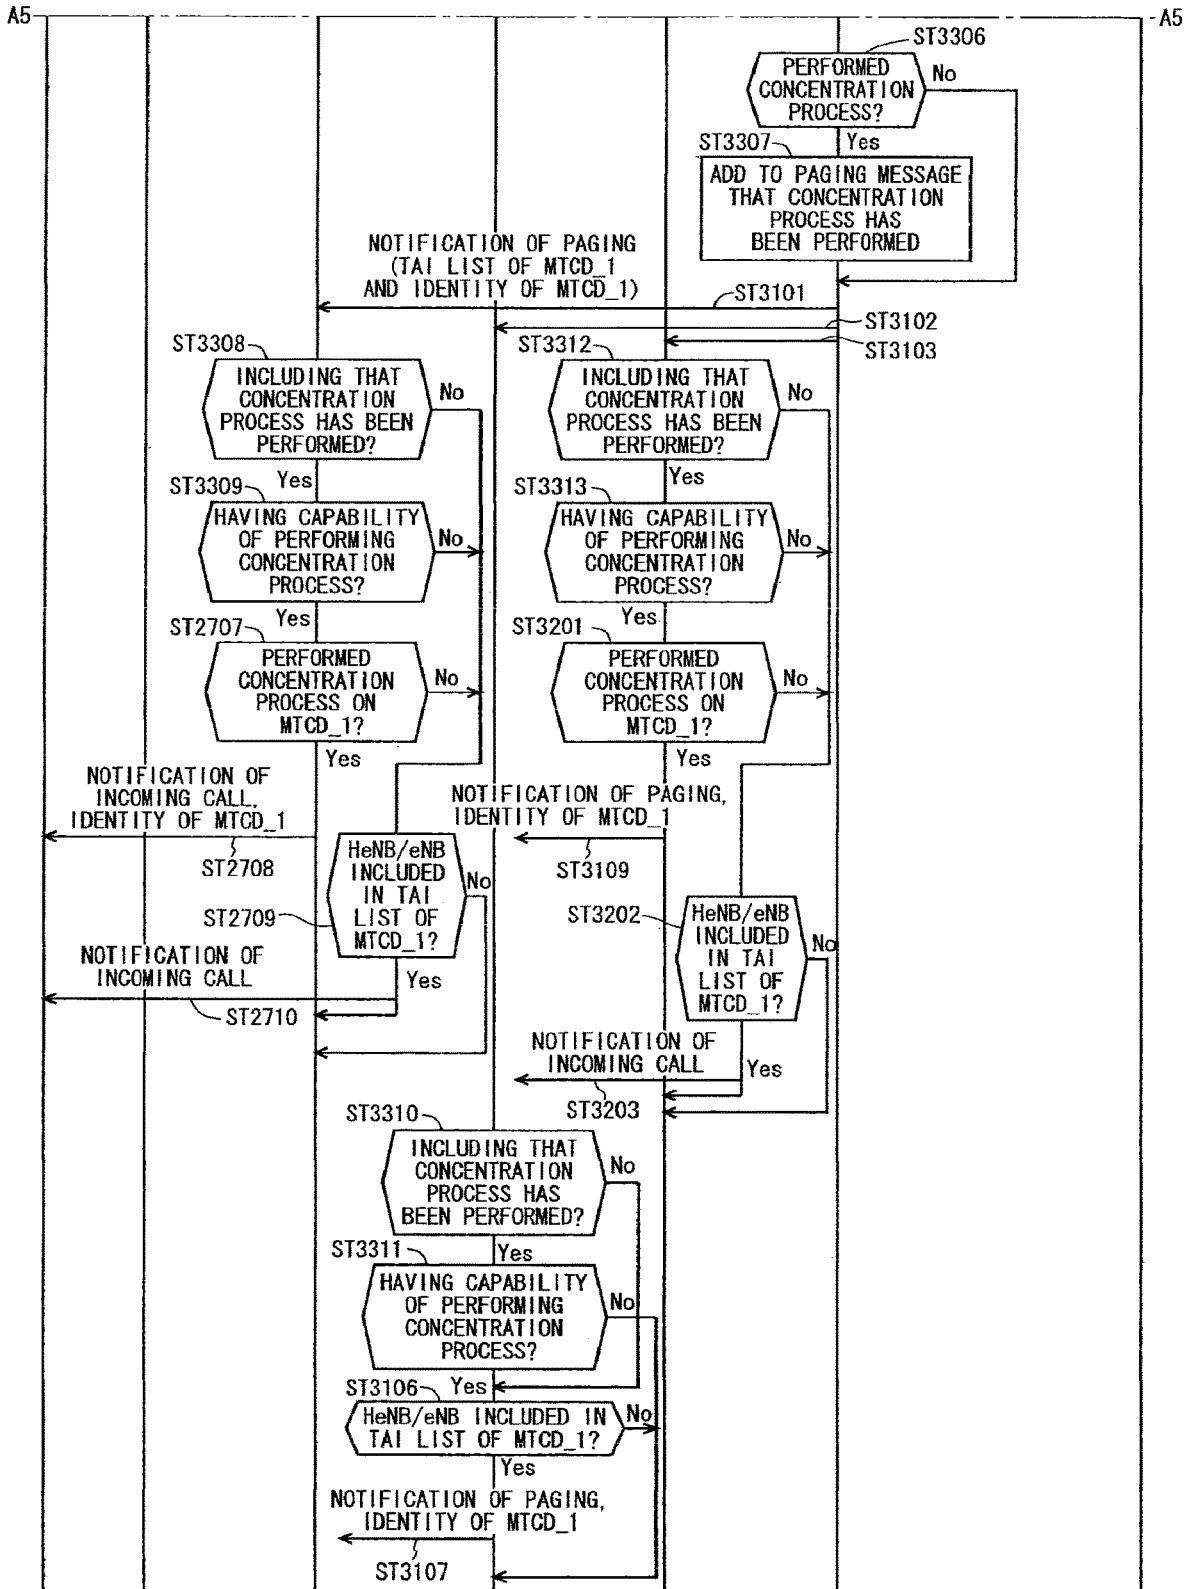 A5
A5
ST3306
PERFORMED
CONCENTRATION
PROCESS?
No
Yes
ST3307
ADD TO PAGING MESSAGE
THAT CONCENTRATION
PROCESS HAS
BEEN PERFORMED
NOTIFICATION OF PAGING
(TAI LIST OF MTCD_1
AND IDENTITY OF MTCD_1)
ST3101
ST3102
ST3103
ST3308
INCLUDING THAT
CONCENTRATION
PROCESS HAS BEEN
PERFORMED?
No
Yes
ST3312
INCLUDING THAT
CONCENTRATION
PROCESS HAS BEEN
PERFORMED?
No
Yes
ST3309
HAVING CAPABILITY
OF PERFORMING
CONCENTRATION
PROCESS?
No
Yes
ST3313
HAVING CAPABILITY
OF PERFORMING
CONCENTRATION
PROCESS?
No
Yes
ST2707
PERFORMED
CONCENTRATION
PROCESS ON
MTCD_1?
No
Yes
ST3201
PERFORMED
CONCENTRATION
PROCESS ON
MTCD_1?
No
Yes
NOTIFICATION OF
INCOMING CALL,
IDENTITY OF MTCD_1
ST2708
NOTIFICATION OF PAGING,
IDENTITY OF MTCD_1
ST3109
HeNB/eNB
INCLUDED
IN TAI
LIST OF
MTCD_1?
No
ST2709
Yes
NOTIFICATION OF
INCOMING CALL
ST2710
ST3202
HeNB/eNB
INCLUDED
IN TAI
LIST OF
MTCD_1?
No
Yes
NOTIFICATION OF
INCOMING CALL
ST3203
ST3310
INCLUDING THAT
CONCENTRATION
PROCESS HAS
BEEN PERFORMED?
No
Yes
ST3311
HAVING CAPABILITY
OF PERFORMING
CONCENTRATION
PROCESS?
No
Yes
ST3106
HeNB/eNB INCLUDED IN
TAI LIST OF MTCD_1?
No
Yes
NOTIFICATION OF PAGING,
IDENTITY OF MTCD_1
ST3107